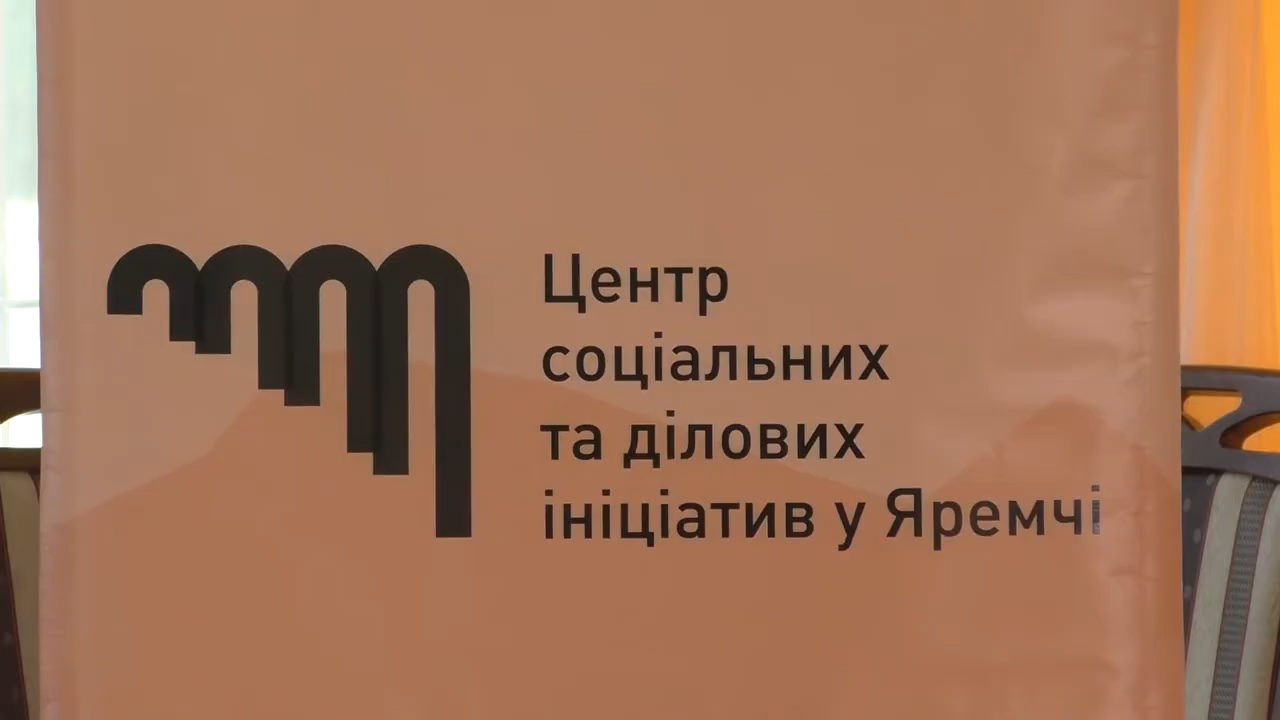 Центр
соціальних
та ділових
ініціатив у Яремчі